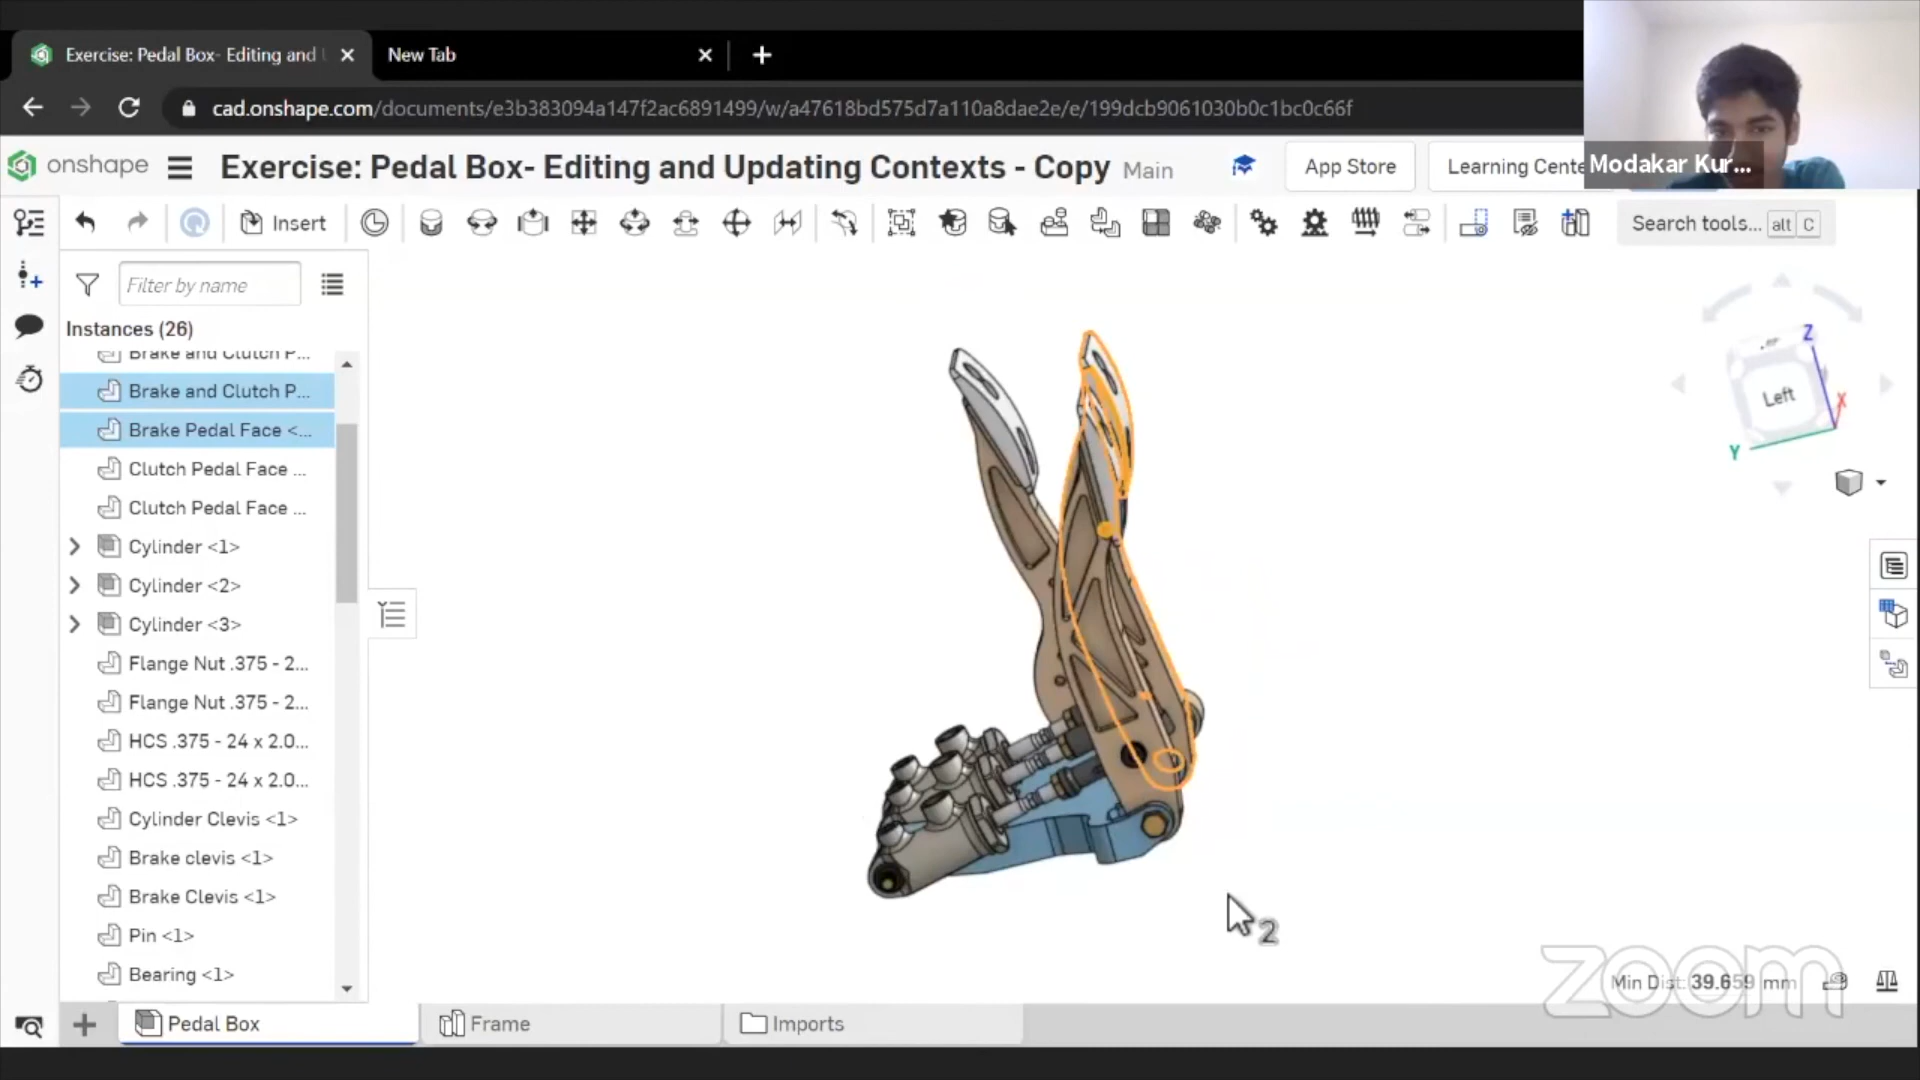 Exercise: Pedal Box- Editing and
New Tab
cad.onshape.com/documents/e3b383094a147f2ac6891499/w/a47618bd575d7a110a8dae2e/e/199dcb9061030b0c1bc0c66f
onshape
Exercise: Pedal Box- Editing and Updating Contexts - Copy Main
App Store
Learning Cente
Modakar Kur...
Insert
Search tools... alt C
Filter by name
Instances (26)
Brake and Clutch P...
Brake and Clutch P...
Brake Pedal Face <...
Clutch Pedal Face ...
Clutch Pedal Face ...
Cylinder <1>
Cylinder <2>
Cylinder <3>
Flange Nut .375 - 2...
Flange Nut .375 - 2...
HCS .375 - 24 x 2.0...
HCS .375 - 24 x 2.0...
Cylinder Clevis <1>
Brake clevis <1>
Brake Clevis <1>
Pin <1>
Bearing <1>
Z
Left
X
Y
2
Min Dist: 39.659 mm
zoom
Pedal Box
Frame
Imports